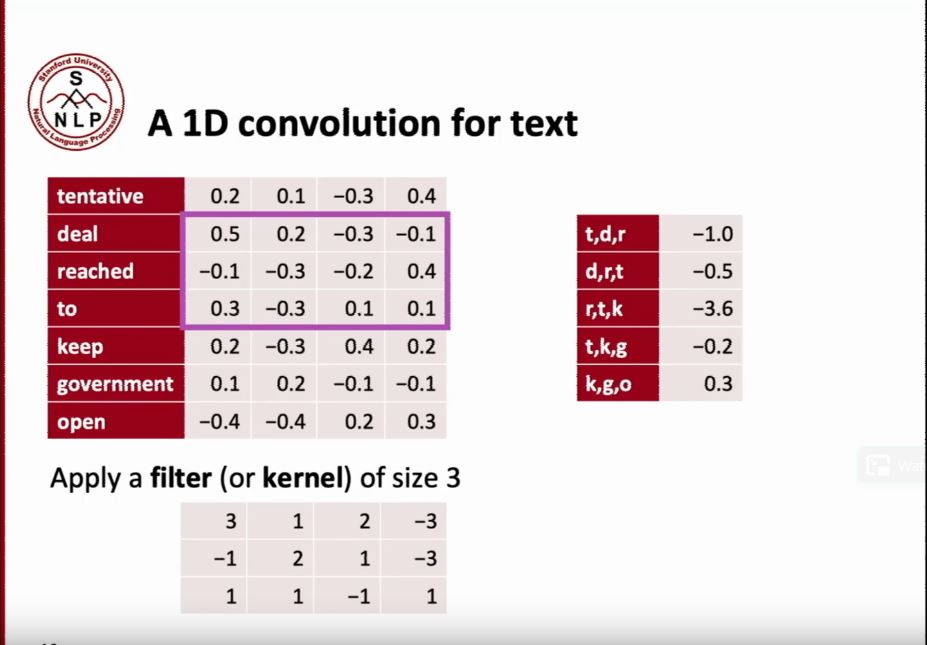 Stanford University
S
NLP
Natural Language Processing
A 1D convolution for text
tentative 0.2 0.1 −0.3 0.4
deal 0.5 0.2 −0.3 −0.1
reached −0.1 −0.3 −0.2 0.4
to 0.3 −0.3 0.1 0.1
keep 0.2 −0.3 0.4 0.2
government 0.1 0.2 −0.1 −0.1
open −0.4 −0.4 0.2 0.3
t,d,r −1.0
d,r,t −0.5
r,t,k −3.6
t,k,g −0.2
k,g,o 0.3
Apply a filter (or kernel) of size 3
3 1 2 −3
−1 2 1 −3
1 1 −1 1